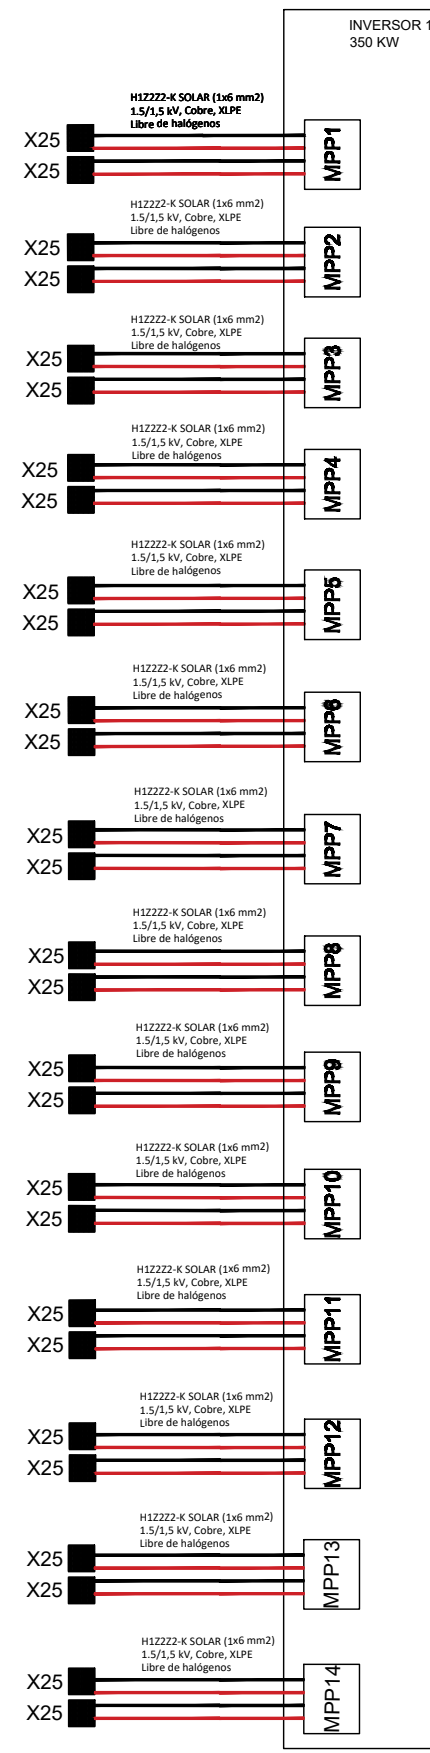 INVERSOR 1
350 KW
H1Z2Z2-K SOLAR (1x6 mm2)
1.5/1,5 kV, Cobre, XLPE
Libre de halógenos
X25
X25
MPP1
H1Z2Z2-K SOLAR (1x6 mm2)
1.5/1,5 kV, Cobre, XLPE
Libre de halógenos
X25
X25
MPP2
H1Z2Z2-K SOLAR (1x6 mm2)
1.5/1,5 kV, Cobre, XLPE
Libre de halógenos
X25
X25
MPP3
H1Z2Z2-K SOLAR (1x6 mm2)
1.5/1,5 kV, Cobre, XLPE
Libre de halógenos
X25
X25
MPP4
H1Z2Z2-K SOLAR (1x6 mm2)
1.5/1,5 kV, Cobre, XLPE
Libre de halógenos
X25
X25
MPP5
H1Z2Z2-K SOLAR (1x6 mm2)
1.5/1,5 kV, Cobre, XLPE
Libre de halógenos
X25
X25
MPP6
H1Z2Z2-K SOLAR (1x6 mm2)
1.5/1,5 kV, Cobre, XLPE
Libre de halógenos
X25
X25
MPP7
H1Z2Z2-K SOLAR (1x6 mm2)
1.5/1,5 kV, Cobre, XLPE
Libre de halógenos
X25
X25
MPP8
H1Z2Z2-K SOLAR (1x6 mm2)
1.5/1,5 kV, Cobre, XLPE
Libre de halógenos
X25
X25
MPP9
H1Z2Z2-K SOLAR (1x6 mm2)
1.5/1,5 kV, Cobre, XLPE
Libre de halógenos
X25
X25
MPP10
H1Z2Z2-K SOLAR (1x6 mm2)
1.5/1,5 kV, Cobre, XLPE
Libre de halógenos
X25
X25
MPP11
H1Z2Z2-K SOLAR (1x6 mm2)
1.5/1,5 kV, Cobre, XLPE
Libre de halógenos
X25
X25
MPP12
H1Z2Z2-K SOLAR (1x6 mm2)
1.5/1,5 kV, Cobre, XLPE
Libre de halógenos
X25
X25
MPP13
H1Z2Z2-K SOLAR (1x6 mm2)
1.5/1,5 kV, Cobre, XLPE
Libre de halógenos
X25
X25
MPP14